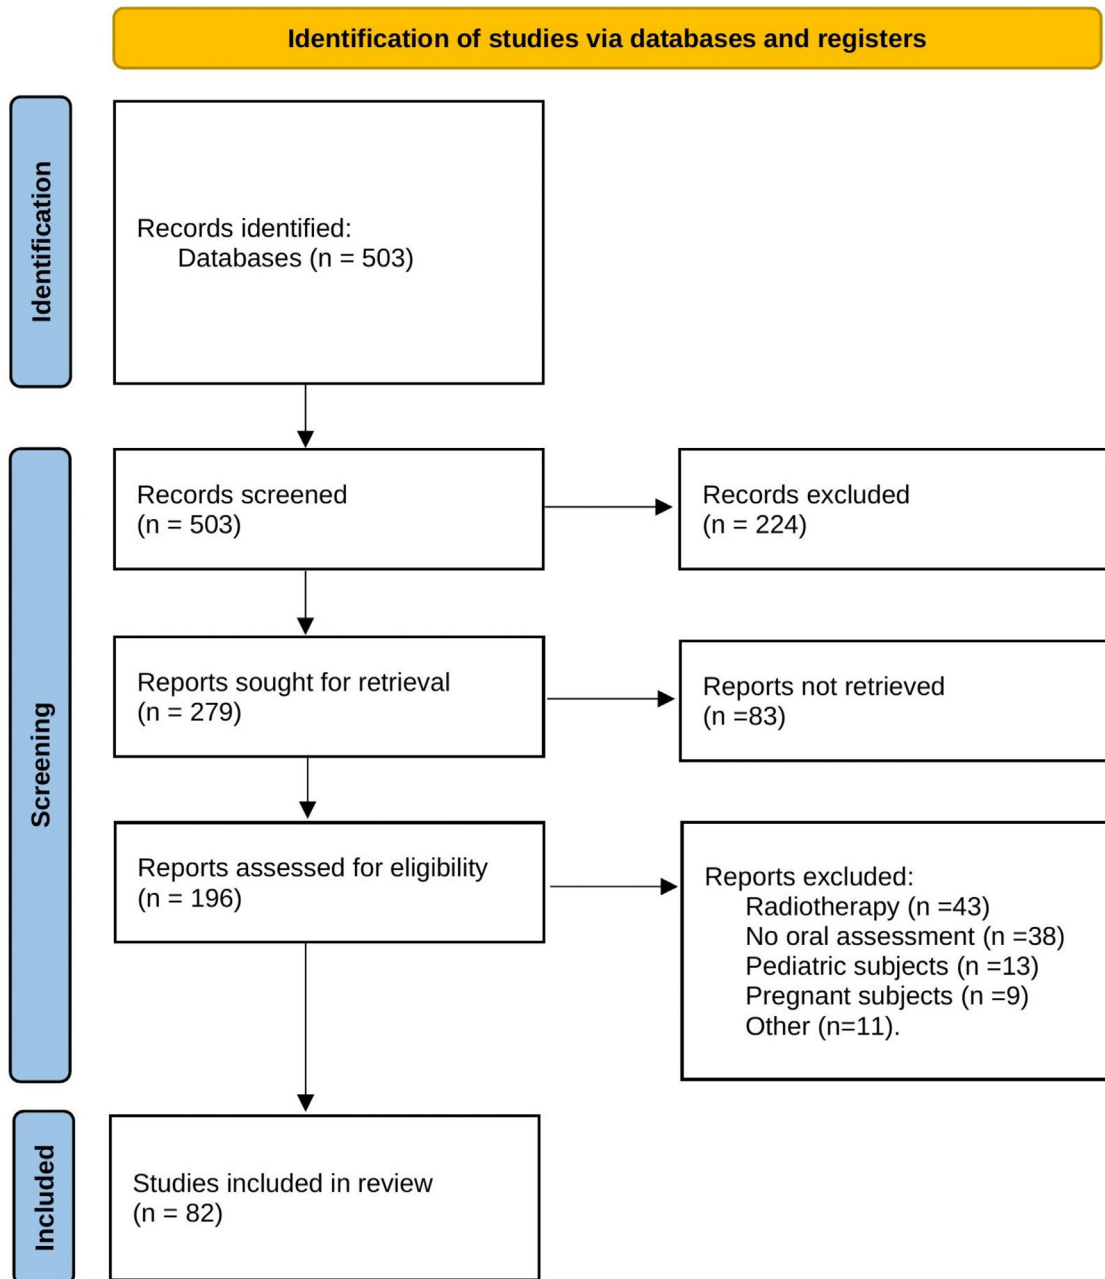 Identification of studies via databases and registers
Identification
Records identified:
Databases (n = 503)
Screening
Records screened
(n = 503)
Records excluded
(n = 224)
Reports sought for retrieval
(n = 279)
Reports not retrieved
(n =83)
Reports assessed for eligibility
(n = 196)
Reports excluded:
Radiotherapy (n =43)
No oral assessment (n =38)
Pediatric subjects (n =13)
Pregnant subjects (n =9)
Other (n=11).
Included
Studies included in review
(n = 82)